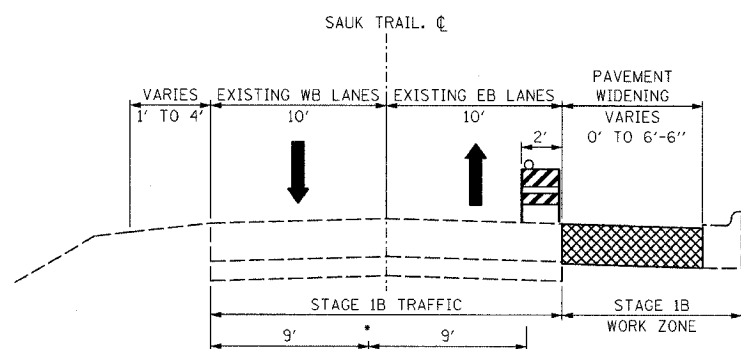 SAUK TRAIL. ℄
VARIES
1' TO 4'
EXISTING WB LANES
10'
EXISTING EB LANES
10'
PAVEMENT
WIDENING
VARIES
0' TO 6'-6"
2'
STAGE 1B TRAFFIC
STAGE 1B
WORK ZONE
*
9'
9'